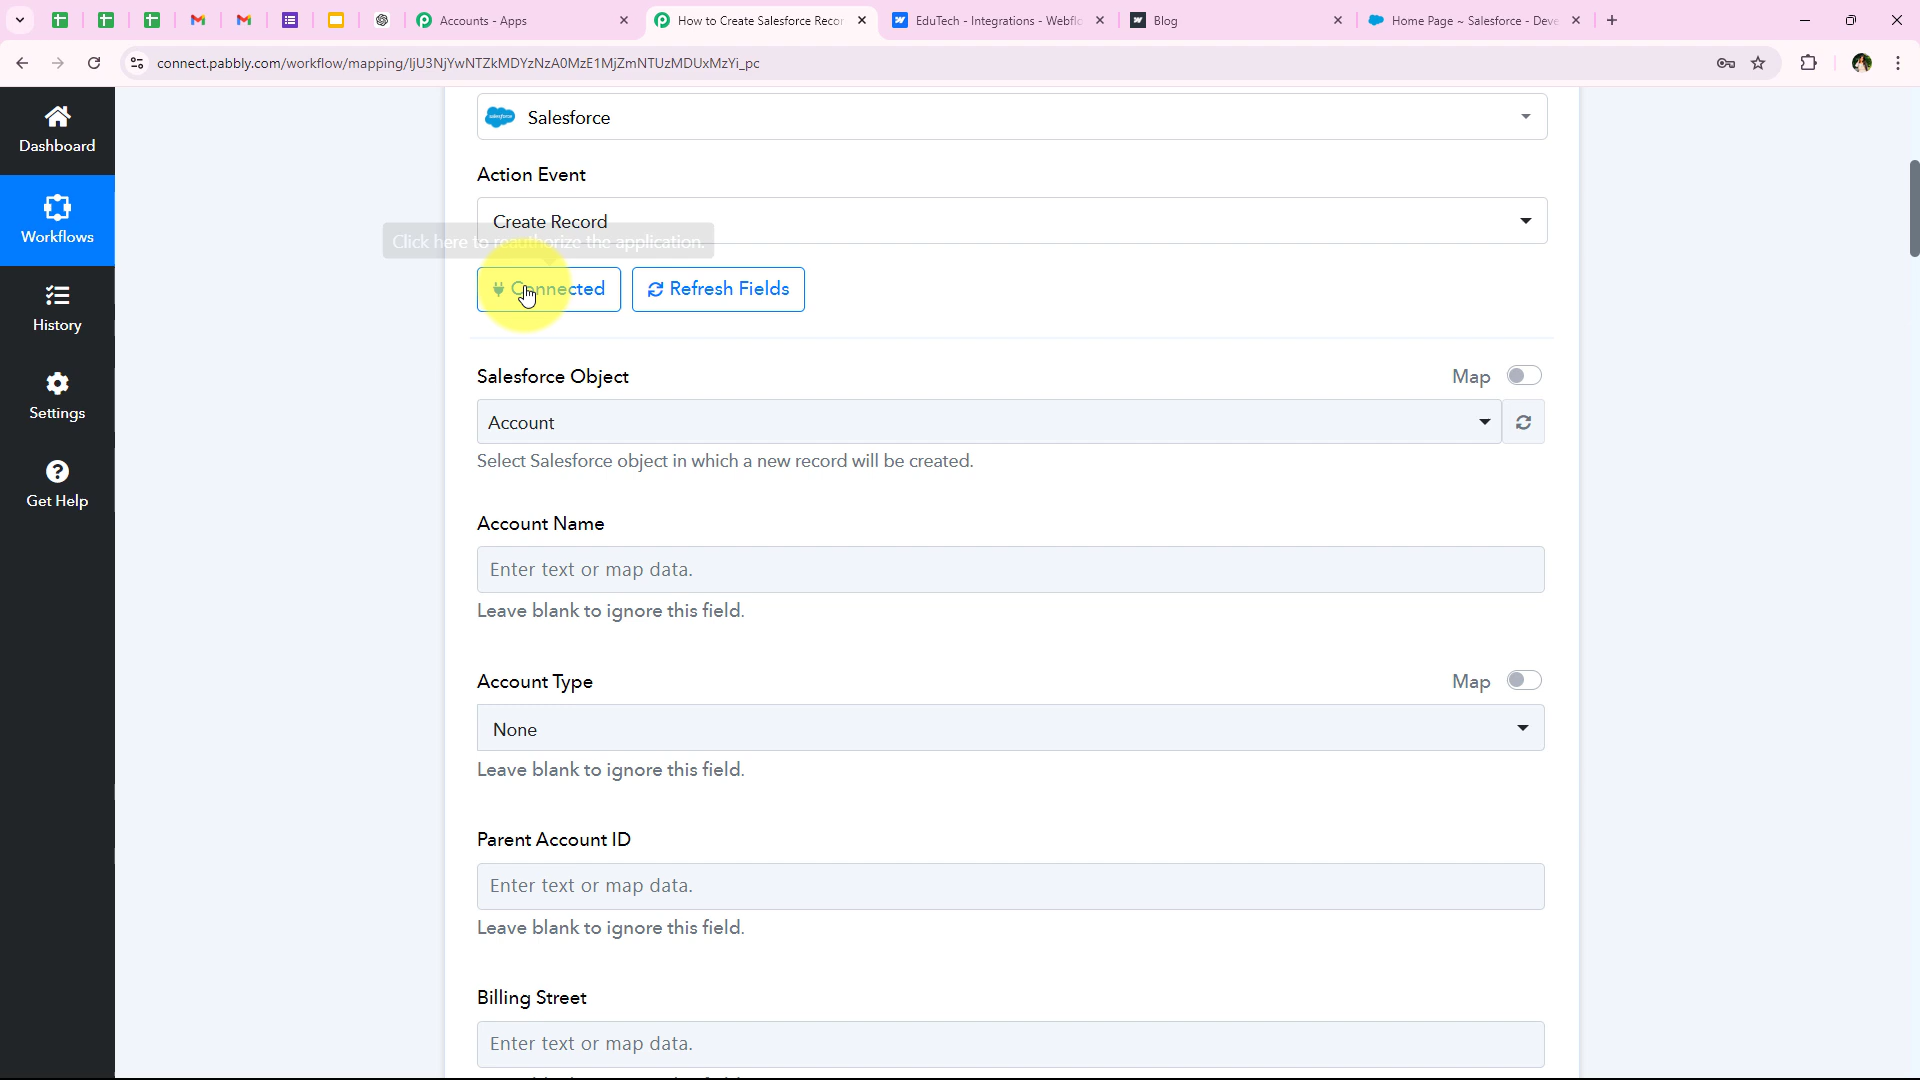 Accounts - Apps
How to Create Salesforce Recor
EduTech - Integrations - Webflo
Blog
Home Page ~ Salesforce - Deve
connect.pabbly.com/workflow/mapping/IjU3NjYwNTZkMDYzNzA0MzE1MjZmNTUzMDUxMzYi_pc
Dashboard
Workflows
History
Settings
Get Help
salesforce
Salesforce
Action Event
Create Record
Click here to reauthorize the application.
Connected
Refresh Fields
Salesforce Object
Map
Account
Select Salesforce object in which a new record will be created.
Account Name
Enter text or map data.
Leave blank to ignore this field.
Account Type
Map
None
Leave blank to ignore this field.
Parent Account ID
Enter text or map data.
Leave blank to ignore this field.
Billing Street
Enter text or map data.